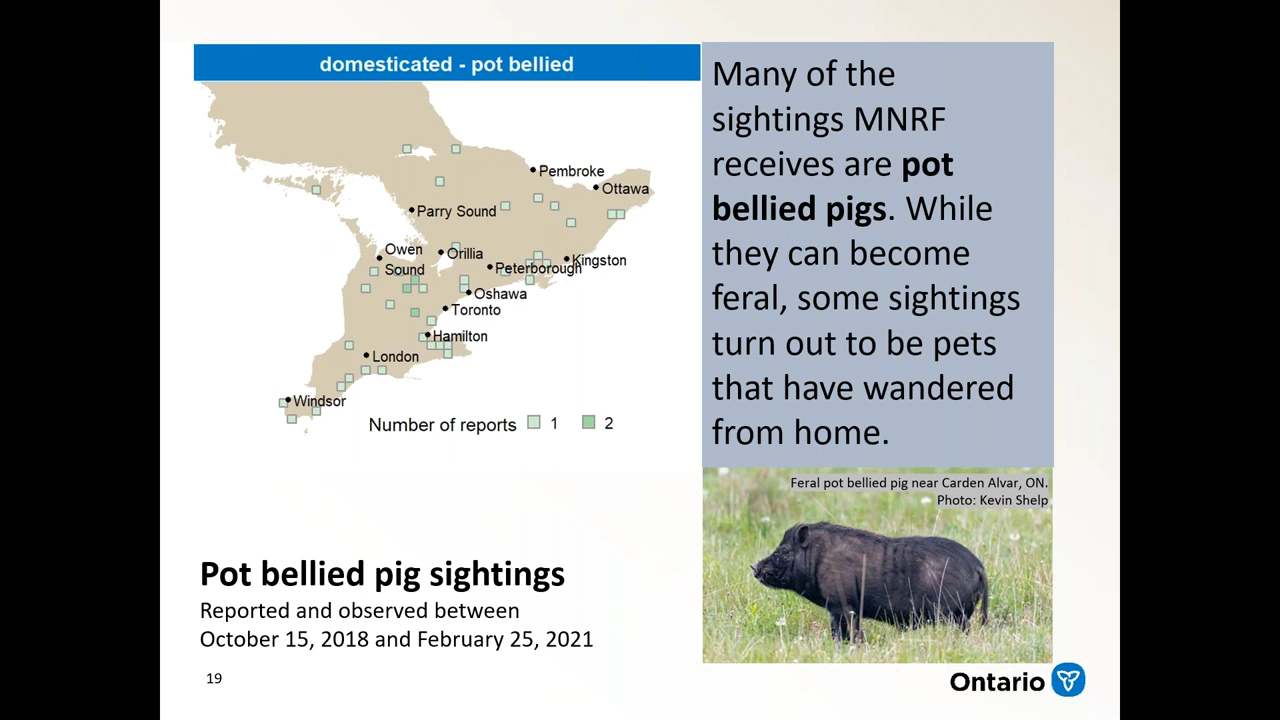 domesticated - pot bellied
Pembroke
Ottawa
Parry Sound
Owen
Sound
Orillia
Kingston
Peterborough
Oshawa
Toronto
Hamilton
London
Windsor
Number of reports 1 2
Many of the
sightings MNRF
receives are pot
bellied pigs. While
they can become
feral, some sightings
turn out to be pets
that have wandered
from home.
Feral pot bellied pig near Carden Alvar, ON.
Photo: Kevin Shelp
Pot bellied pig sightings
Reported and observed between
October 15, 2018 and February 25, 2021
19
Ontario